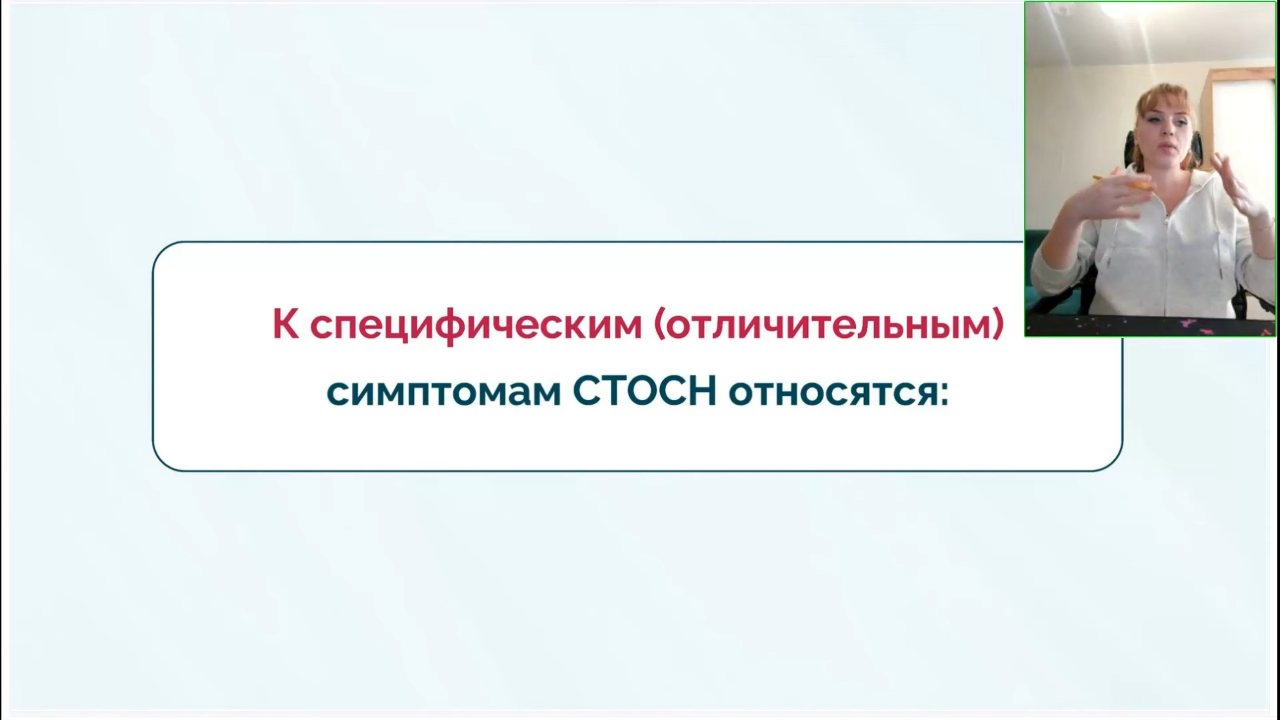 К специфическим (отличительным)
симптомам СТОСН относятся: